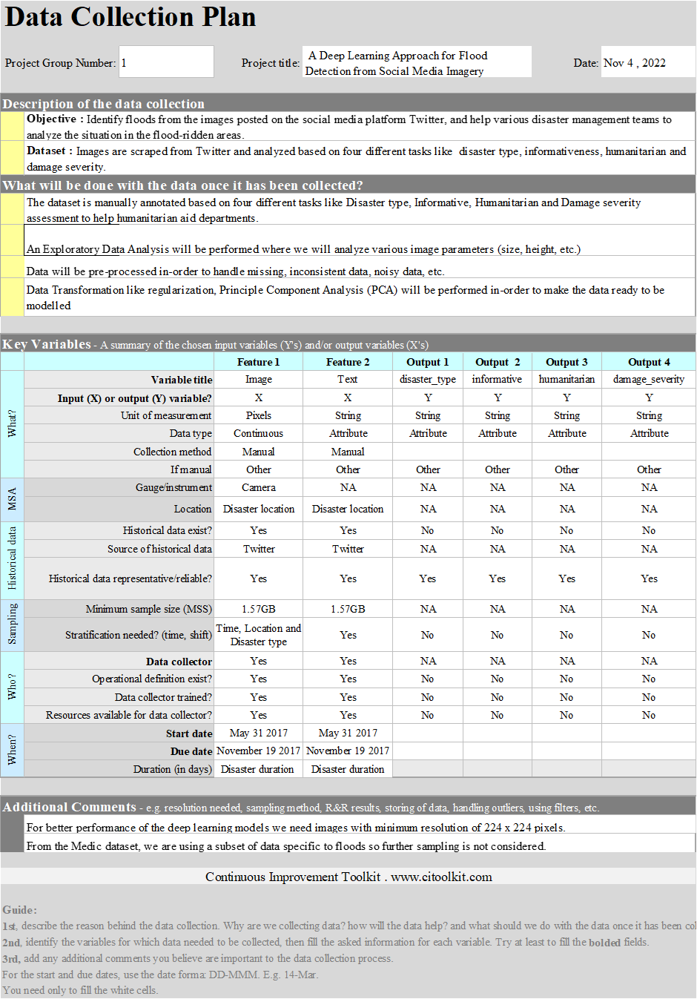 Data Collection Plan
Project Group Number: 1 Project title: A Deep Learning Approach for Flood Date: Nov 4 , 2022
Detection from Social Media Imagery
Description of the data collection
Objective : Identify floods from the images posted on the social media platform Twitter, and help various disaster management teams to
analyze the situation in the flood-ridden areas.
Dataset : Images are scraped from Twitter and analyzed based on four different tasks like disaster type, informativeness, humanitarian and
damage severity.
What will be done with the data once it has been collected?
The dataset is manually annotated based on four different tasks like Disaster type, Informative, Humanitarian and Damage severity
assessment to help humanitarian aid departments.
An Exploratory Data Analysis will be performed where we will analyze various image parameters (size, height, etc.)
Data will be pre-processed in-order to handle missing, inconsistent data, noisy data, etc.
Data Transformation like regularization, Principle Component Analysis (PCA) will be performed in-order to make the data ready to be
modelled
Key Variables - A summary of the chosen input variables (Y's) and/or output variables (X's)
Feature 1 Feature 2 Output 1 Output 2 Output 3 Output 4
What?
Variable title Image Text disaster_type informative humanitarian damage_severity
Input (X) or output (Y) variable? X X Y Y Y Y
Unit of measurement Pixels String String String String String
Data type Continuous Attribute Attribute Attribute Attribute Attribute
Collection method Manual Manual
If manual Other Other Other Other Other Other
MSA
Gauge/instrument Camera NA NA NA NA NA
Location Disaster location Disaster location NA NA NA NA
Historical data
Historical data exist? Yes Yes No No No No
Source of historical data Twitter Twitter NA NA NA NA
Historical data representative/reliable? Yes Yes Yes Yes Yes Yes
Sampling
Minimum sample size (MSS) 1.57GB 1.57GB NA NA NA NA
Stratification needed? (time, shift) Time, Location and Disaster type Yes No No No No
Who?
Data collector Yes Yes NA NA NA NA
Operational definition exist? Yes Yes No No No No
Data collector trained? Yes Yes No No No No
Resources available for data collector? Yes Yes No No No No
When?
Start date May 31 2017 May 31 2017
Due date November 19 2017 November 19 2017
Duration (in days) Disaster duration Disaster duration
Additional Comments - e.g. resolution needed, sampling method, R&R results, storing of data, handling outliers, using filters, etc.
For better performance of the deep learning models we need images with minimum resolution of 224 x 224 pixels.
From the Medic dataset, we are using a subset of data specific to floods so further sampling is not considered.
Continuous Improvement Toolkit . www.citoolkit.com
Guide:
1st, describe the reason behind the data collection. Why are we collecting data? how will the data help? and what should we do with the data once it has been col
2nd, identify the variables for which data needed to be collected, then fill the asked information for each variable. Try at least to fill the bolded fields.
3rd, add any additional comments you believe are important to the data collection process.
For the start and due dates, use the date forma: DD-MMM. E.g. 14-Mar.
You need only to fill the white cells.